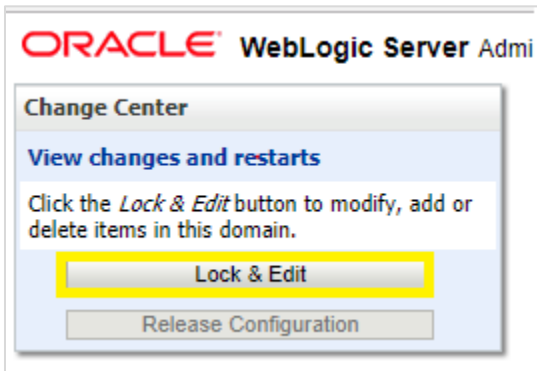 ORACLE WebLogic Server Admi
Change Center
View changes and restarts
Click the Lock & Edit button to modify, add or
delete items in this domain.
Lock & Edit
Release Configuration